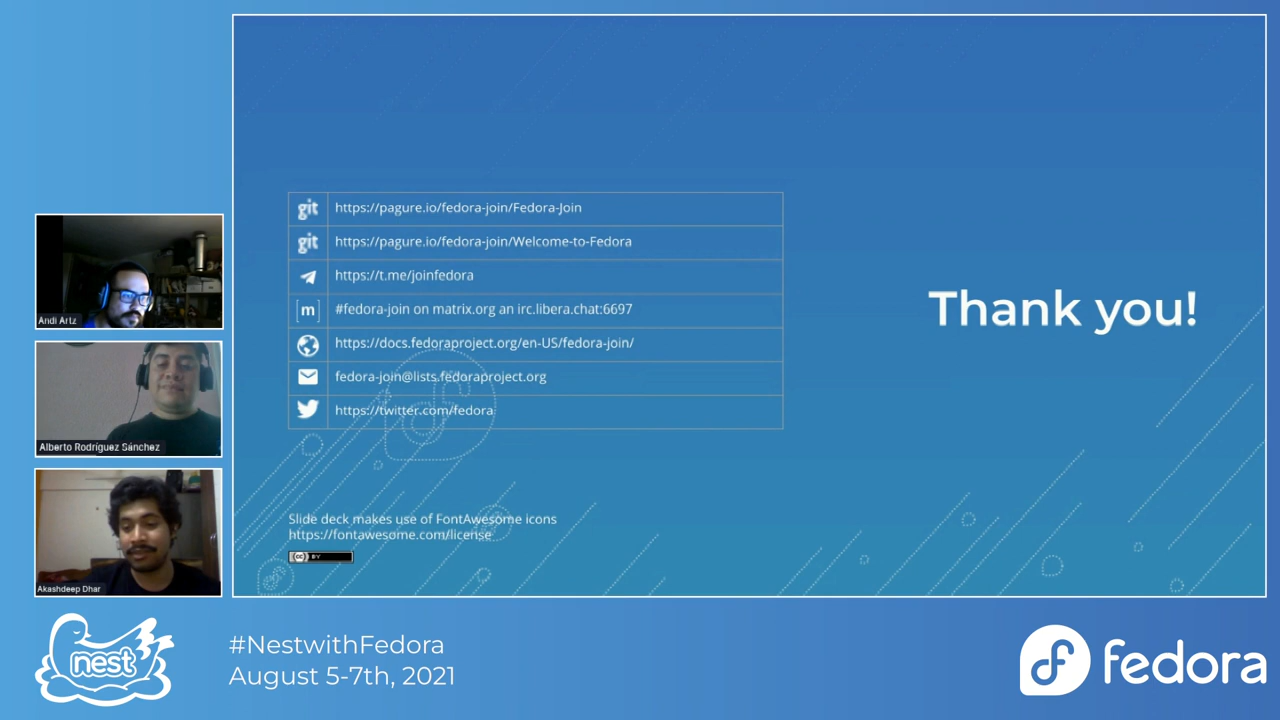 Andi Artz
Alberto Rodríguez Sánchez
Akashdeep Dhar
git https://pagure.io/fedora-join/Fedora-Join
git https://pagure.io/fedora-join/Welcome-to-Fedora
https://t.me/joinfedora
[m] #fedora-join on matrix.org an irc.libera.chat:6697
https://docs.fedoraproject.org/en-US/fedora-join/
fedora-join@lists.fedoraproject.org
https://twitter.com/fedora
Slide deck makes use of FontAwesome icons
https://fontawesome.com/license
(cc) BY
Thank you!
nest
#NestwithFedora
August 5-7th, 2021
fedora